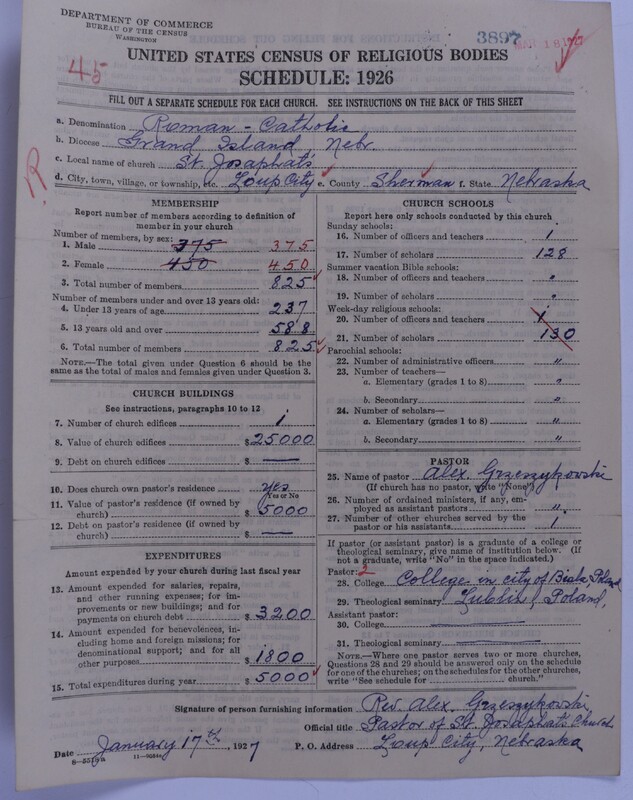 DEPARTMENT OF COMMERCE
BUREAU OF THE CENSUS
WASHINGTON
3897
MAR 18 1927
45
UNITED STATES CENSUS OF RELIGIOUS BODIES
SCHEDULE: 1926
FILL OUT A SEPARATE SCHEDULE FOR EACH CHURCH. SEE INSTRUCTIONS ON THE BACK OF THIS SHEET
a. Denomination Roman - Catholic
b. Diocese Grand Island, Nebr.
c. Local name of church St. Josaphat's
R
d. City, town, village, or township, etc. Loup City e. County Sherman f. State Nebraska
MEMBERSHIP
Report number of members according to definition of
member in your church
Number of members, by sex:
1. Male 375 375
2. Female 450 450
3. Total number of members 825
Number of members under and over 13 years old:
4. Under 13 years of age 237
5. 13 years old and over 588
6. Total number of members 825
NOTE.—The total given under Question 6 should be
same as the total of males and females given under Question 3.
CHURCH BUILDINGS
See instructions, paragraphs 10 to 12
7. Number of church edifices 1
8. Value of church edifices $ 25000
9. Debt on church edifices $ —
10. Does church own pastor's residence yes
Yes or No
11. Value of pastor's residence (if owned by
church) $ 5000
12. Debt on pastor's residence (if owned by
church) $ —
EXPENDITURES
Amount expended by your church during last fiscal year
13. Amount expended for salaries, repairs,
and other running expenses; for im-
provements or new buildings; and for
payments on church debt $ 3200
14. Amount expended for benevolences, in-
cluding home and foreign missions; for
denominational support; and for all
other purposes $ 1800
15. Total expenditures during year $ 5000
CHURCH SCHOOLS
Report here only schools conducted by this church
Sunday schools:
16. Number of officers and teachers 1
17. Number of scholars 128
Summer vacation Bible schools:
18. Number of officers and teachers "
19. Number of scholars "
Week-day religious schools:
20. Number of officers and teachers 1
21. Number of scholars 130
Parochial schools:
22. Number of administrative officers "
23. Number of teachers—
a. Elementary (grades 1 to 8) "
b. Secondary "
24. Number of scholars—
a. Elementary (grades 1 to 8) "
b. Secondary "
PASTOR
25. Name of pastor Alex. Grzeszykowski
(If church has no pastor, write "None")
26. Number of ordained ministers, if any, em-
ployed as assistant pastors "
27. Number of other churches served by the
pastor or his assistants 1
If pastor (or assistant pastor) is a graduate of a college or
theological seminary, give name of institution below. (If
not a graduate, write "No" in the space indicated.)
Pastor: 2
28. College College in city of Biala, Poland
29. Theological seminary Lublin, Poland,
Assistant pastor:
30. College
31. Theological seminary
NOTE.—Where one pastor serves two or more churches,
Questions 28 and 29 should be answered only on the schedule
for one of the churches; on the schedules for the other churches,
write "See schedule for church."
Signature of person furnishing information Rev. Alex. Grzeszykowski
Official title Pastor of St. Josaphat's Church
Date January 17th, 1927 P. O. Address Loup City, Nebraska